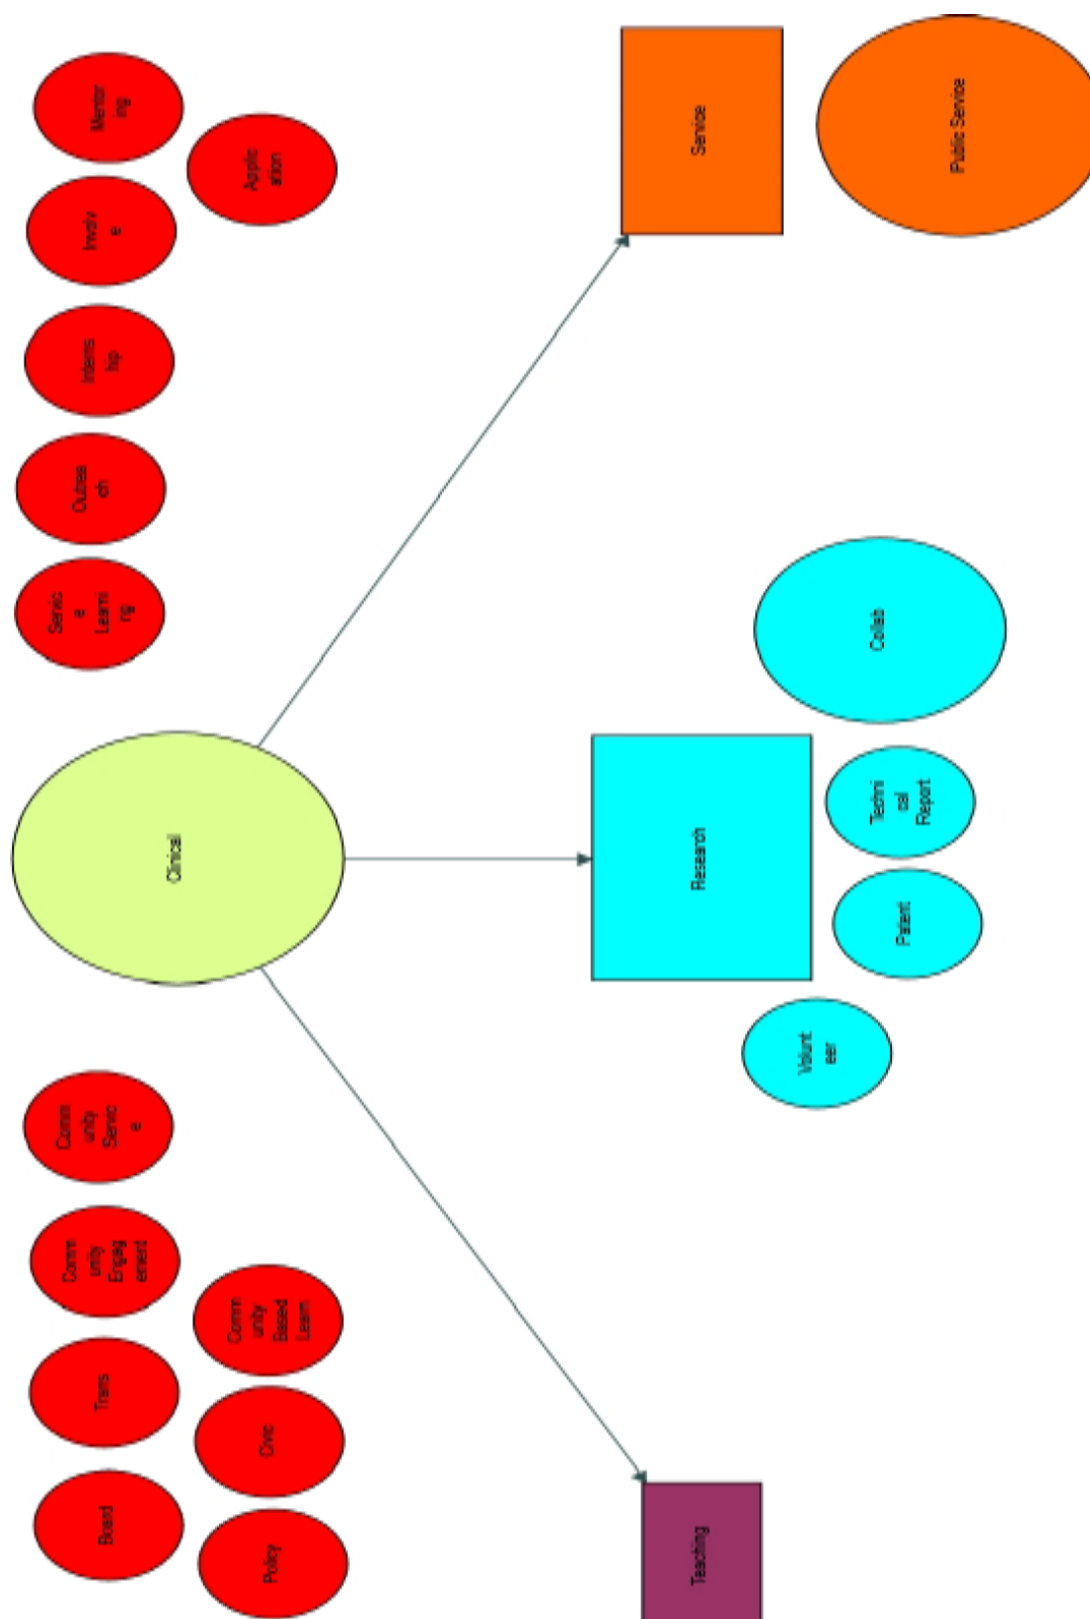 Board
Trans
Comm
unity
Engag
ement
Comm
unity
Servic
e
Clinical
Servic
e
Learni
ng
Outrea
ch
Interns
hip
Involv
e
Mentor
ing
Policy
Civic
Comm
unity
Based
Learn
Applic
ation
Teaching
Research
Service
Volunt
eer
Patient
Techni
cal
Report
Collab
Public Service